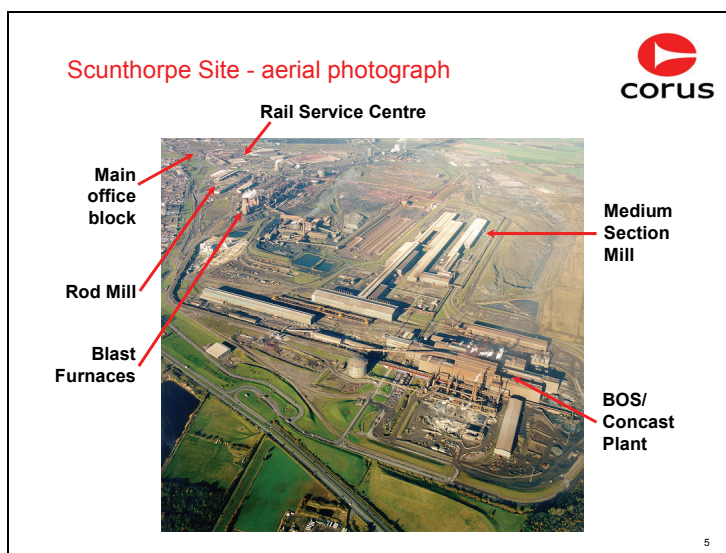 Scunthorpe Site - aerial photograph
corus
Rail Service Centre
Main
office
block
Medium
Section
Mill
Rod Mill
Blast
Furnaces
BOS/
Concast
Plant
5